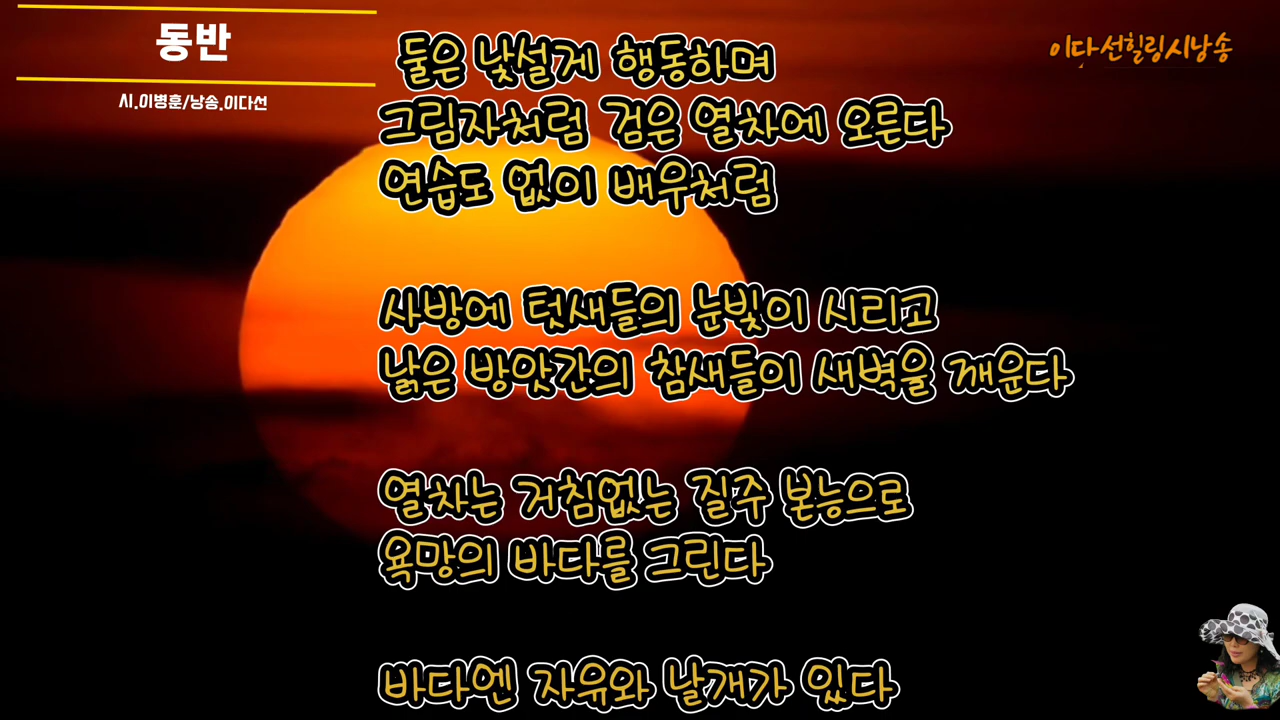 동반
시.이병훈/낭송.이다선
이다선힐링시낭송
둘은 낯설게 행동하며
그림자처럼 검은 열차에 오른다
연습도 없이 배우처럼
사방에 텃새들의 눈빛이 시리고
낡은 방앗간의 참새들이 새벽을 깨운다
열차는 거침없는 질주 본능으로
욕망의 바다를 그린다
바다엔 자유와 날개가 있다